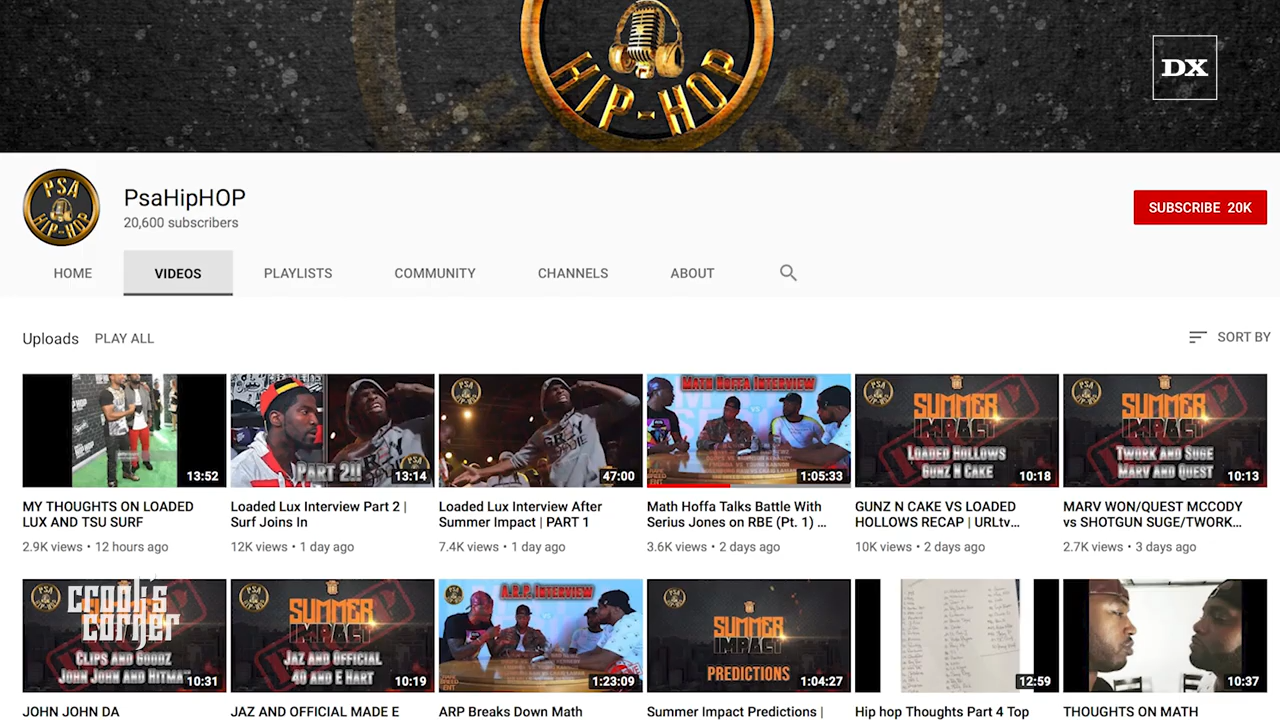 HIP-HOP
DX
PSA
HIP-HOP
PsaHipHOP
20,600 subscribers
SUBSCRIBE 20K
HOME
VIDEOS
PLAYLISTS
COMMUNITY
CHANNELS
ABOUT
Uploads
PLAY ALL
SORT BY
13:52
PART 2!!
13:14
47:00
MATH HOFFA INTERVIEW
1:05:33
SUMMER
IMPACT
LOADED HOLLOWS
GUNZ N CAKE
10:18
SUMMER
IMPACT
TWORK AND SUGE
MARV AND QUEST
10:13
MY THOUGHTS ON LOADED
LUX AND TSU SURF
2.9K views • 12 hours ago
Loaded Lux Interview Part 2 |
Surf Joins In
12K views • 1 day ago
Loaded Lux Interview After
Summer Impact | PART 1
7.4K views • 1 day ago
Math Hoffa Talks Battle With
Serius Jones on RBE (Pt. 1) ...
3.6K views • 2 days ago
GUNZ N CAKE VS LOADED
HOLLOWS RECAP | URLtv...
10K views • 2 days ago
MARV WON/QUEST MCCODY
vs SHOTGUN SUGE/TWORK...
2.7K views • 3 days ago
crook's
corner
CLIPS AND GOODZ
JOHN JOHN AND HITMA
10:31
SUMMER
IMPACT
JAZ AND OFFICIAL
40 AND E HART
10:19
A.R.P. INTERVIEW
1:23:09
SUMMER
IMPACT
PREDICTIONS
1:04:27
12:59
10:37
JOHN JOHN DA
JAZ AND OFFICIAL MADE E
ARP Breaks Down Math
Summer Impact Predictions |
Hip hop Thoughts Part 4 Top
THOUGHTS ON MATH